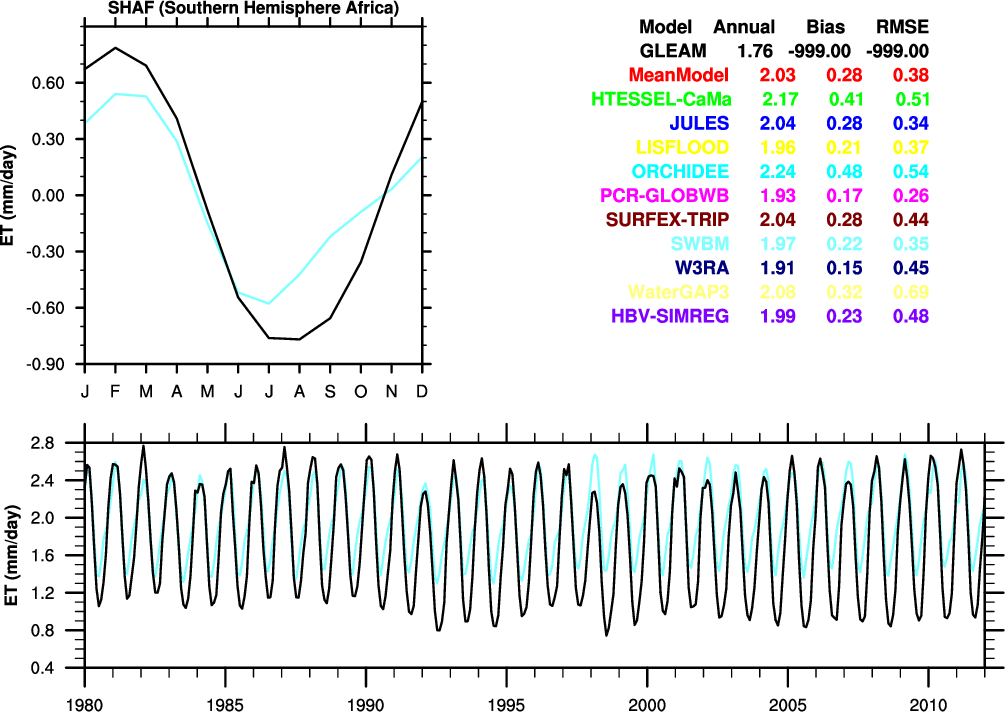 SHAF (Southern Hemisphere Africa)
ET (mm/day)
0.60
0.30
0.00
-0.30
-0.60
-0.90
J F M A M J J A S O N D
Model Annual Bias RMSE
GLEAM 1.76 -999.00 -999.00
MeanModel 2.03 0.28 0.38
HTESSEL-CaMa 2.17 0.41 0.51
JULES 2.04 0.28 0.34
LISFLOOD 1.96 0.21 0.37
ORCHIDEE 2.24 0.48 0.54
PCR-GLOBWB 1.93 0.17 0.26
SURFEX-TRIP 2.04 0.28 0.44
SWBM 1.97 0.22 0.35
W3RA 1.91 0.15 0.45
WaterGAP3 2.08 0.32 0.69
HBV-SIMREG 1.99 0.23 0.48
ET (mm/day)
2.8
2.4
2.0
1.6
1.2
0.8
0.4
1980 1985 1990 1995 2000 2005 2010